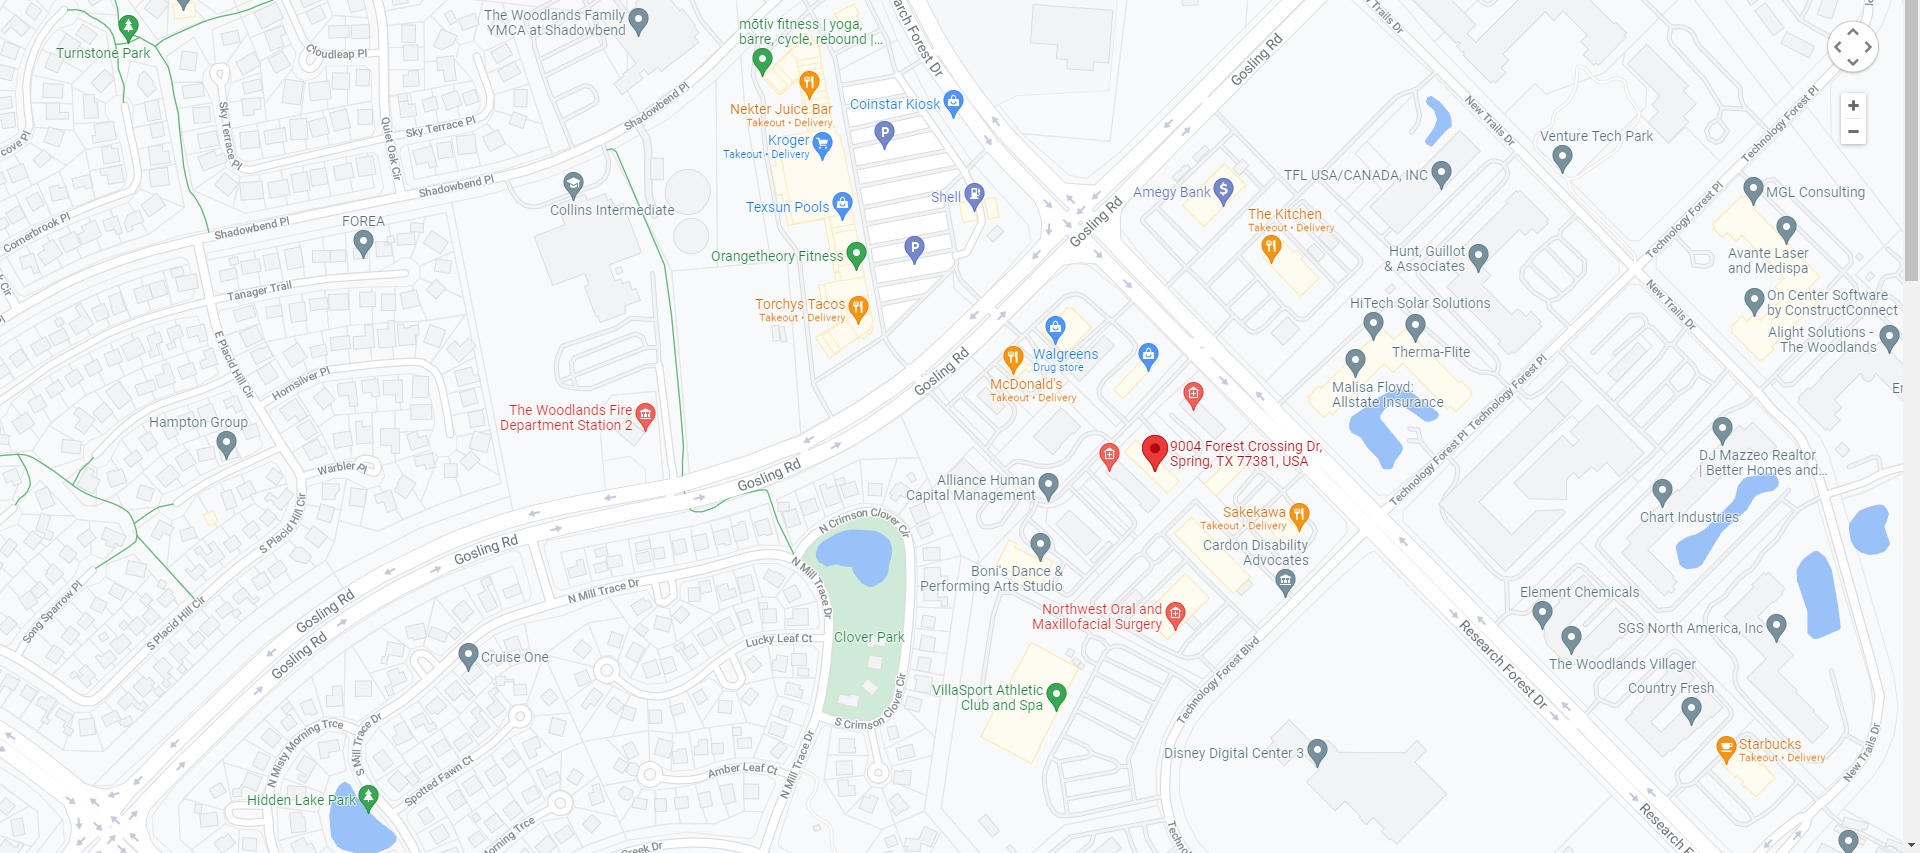 The Woodlands Family
YMCA at Shadowbend
mōtiv fitness | yoga,
barre, cycle, rebound |...
Research Forest Dr
Gosling Rd
New Trails Dr
Turnstone Park
Cloudleap Pl
Sky Terrace Pl
Sky Terrace Pl
Quiet Oak Cir
Shadowbend Pl
Nekter Juice Bar
Takeout • Delivery
Coinstar Kiosk
Kroger
Takeout • Delivery
P
New Trails Dr
Venture Tech Park
Technology Forest Pl
TFL USA/CANADA, INC
MGL Consulting
Amegy Bank
Shell
Texsun Pools
The Kitchen
Takeout • Delivery
Gosling Rd
Shadowbend Pl
Collins Intermediate
FOREA
Shadowbend Pl
Cornerbrook Pl
P
Orangetheory Fitness
Hunt, Guillot
& Associates
Technology Forest Pl
Avante Laser
and Medispa
Tanager Trail
Torchys Tacos
Takeout • Delivery
HiTech Solar Solutions
New Trails Dr
On Center Software
by ConstructConnect
Alight Solutions -
The Woodlands
E Placid Hill Cir
Hornsilver Pl
Gosling Rd
Walgreens
Drug store
McDonald's
Takeout • Delivery
Therma-Flite
Malisa Floyd:
Allstate Insurance
Technology Forest Pl
The Woodlands Fire
Department Station 2
Hampton Group
Warbler Pl
Gosling Rd
9004 Forest Crossing Dr,
Spring, TX 77381, USA
Technology Forest Pl
DJ Mazzeo Realtor
| Better Homes and...
Alliance Human
Capital Management
Chart Industries
Sakekawa
Takeout • Delivery
N Crimson Clover Cir
S Placid Hill Cir
Gosling Rd
Cardon Disability
Advocates
Boni's Dance &
Performing Arts Studio
N Mill Trace Dr
N Mill Trace Dr
Song Sparrow Pl
S Placid Hill Cir
Gosling Rd
Gosling Rd
Element Chemicals
Northwest Oral and
Maxillofacial Surgery
SGS North America, Inc
Clover Park
Lucky Leaf Ct
Cruise One
The Woodlands Villager
Research Forest Dr
Technology Forest Blvd
VillaSport Athletic
Club and Spa
Country Fresh
S Crimson Clover Cir
N Misty Morning Trce
S Mill Trace Dr
Disney Digital Center 3
Starbucks
Takeout • Delivery
New Trails Dr
N Mill Trace Dr
Amber Leaf Ct
Spotted Fawn Ct
Hidden Lake Park
Morning Trce
Creek Dr
Technology
Research F